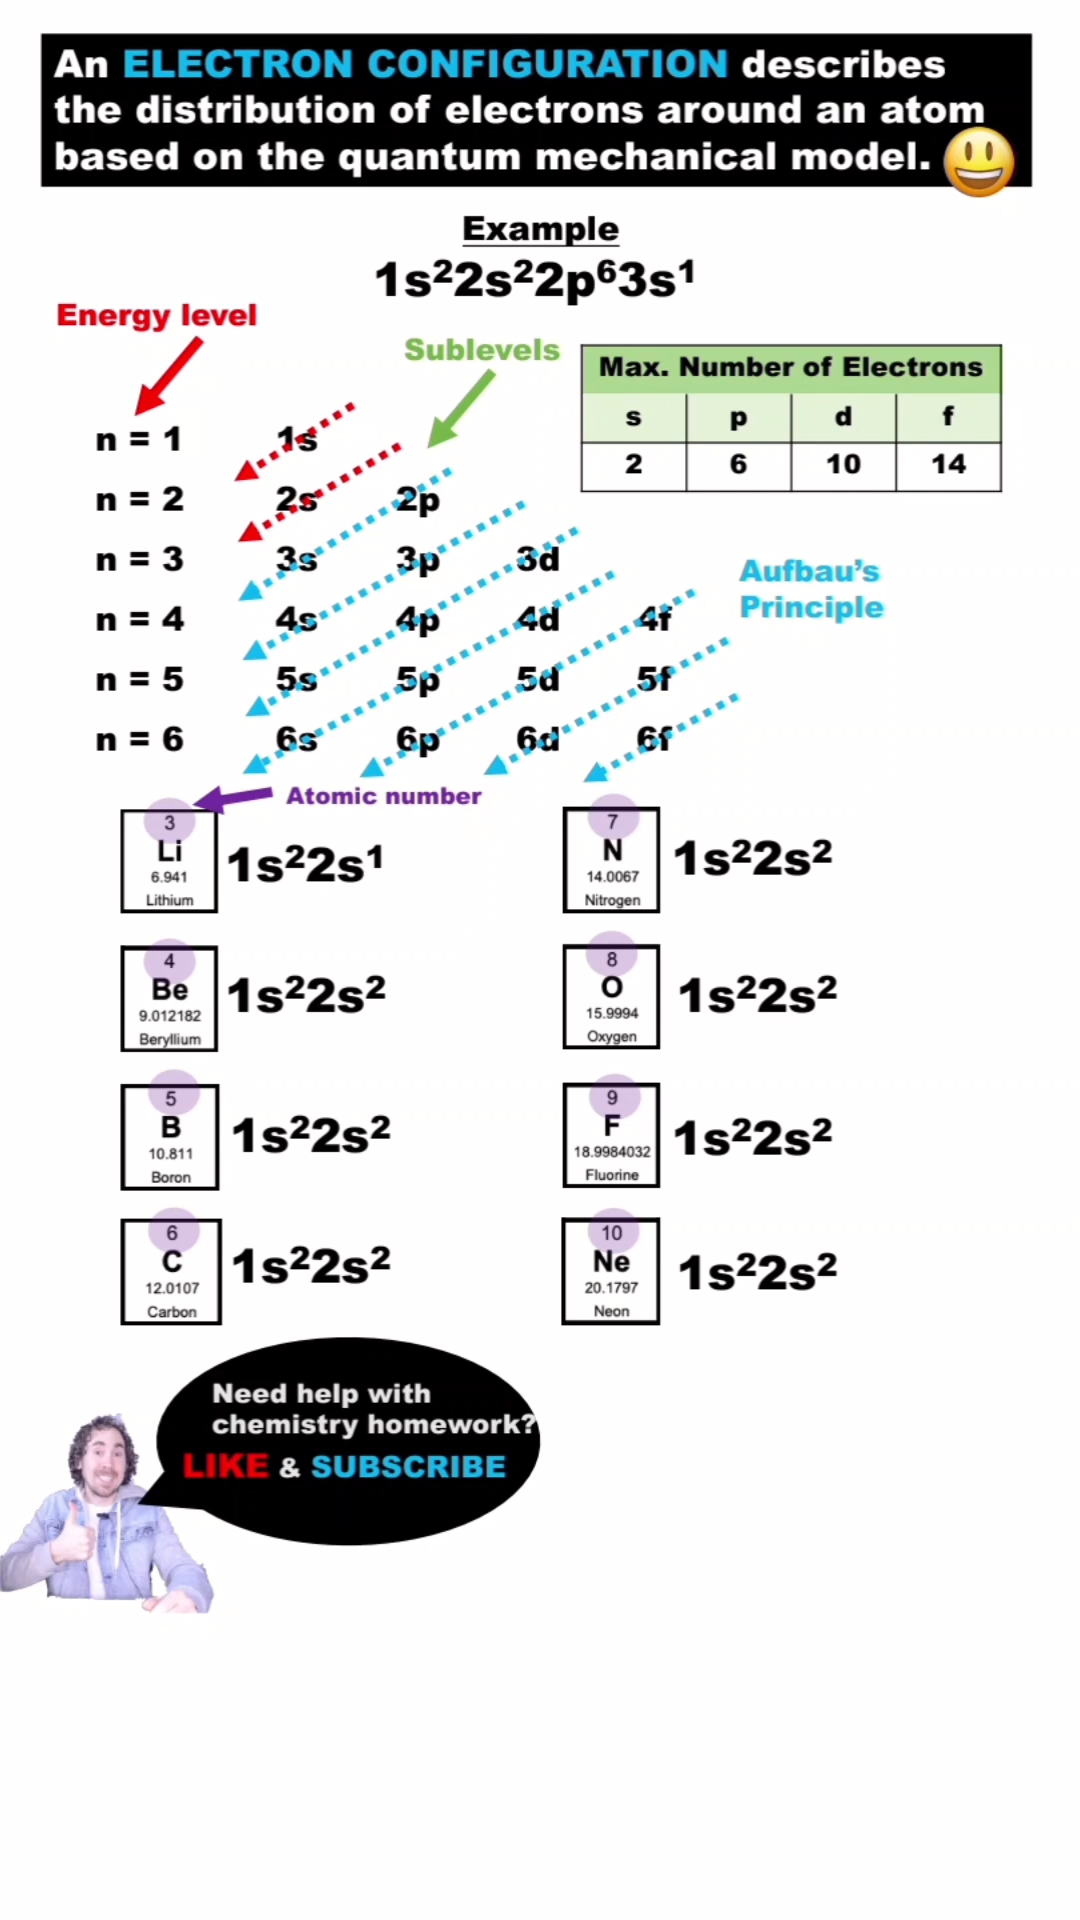 An ELECTRON CONFIGURATION describes
the distribution of electrons around an atom
based on the quantum mechanical model.
Example
1s²2s²2p⁶3s¹
Energy level
Sublevels
Max. Number of Electrons
s p d f
2 6 10 14
n = 1 1s
n = 2 2s 2p
n = 3 3s 3p 3d
n = 4 4s 4p 4d 4f
n = 5 5s 5p 5d 5f
n = 6 6s 6p 6d 6f
Aufbau's
Principle
Atomic number
3
Li
6.941
Lithium
1s²2s¹
4
Be
9.012182
Beryllium
1s²2s²
5
B
10.811
Boron
1s²2s²
6
C
12.0107
Carbon
1s²2s²
7
N
14.0067
Nitrogen
1s²2s²
8
O
15.9994
Oxygen
1s²2s²
9
F
18.9984032
Fluorine
1s²2s²
10
Ne
20.1797
Neon
1s²2s²
Need help with
chemistry homework?
LIKE & SUBSCRIBE